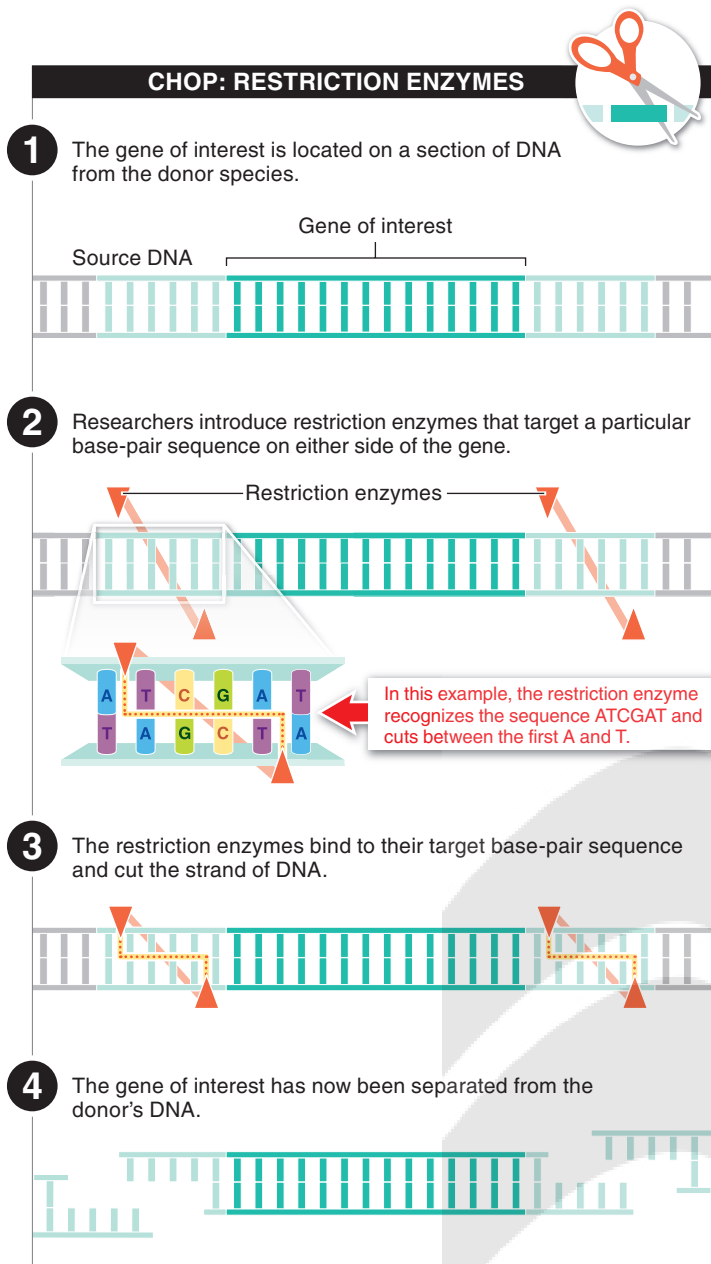 CHOP: RESTRICTION ENZYMES
1
The gene of interest is located on a section of DNA
from the donor species.
Gene of interest
Source DNA
2
Researchers introduce restriction enzymes that target a particular
base-pair sequence on either side of the gene.
Restriction enzymes
A T C G A T
T A G C T A
In this example, the restriction enzyme
recognizes the sequence ATCGAT and
cuts between the first A and T.
3
The restriction enzymes bind to their target base-pair sequence
and cut the strand of DNA.
4
The gene of interest has now been separated from the
donor’s DNA.